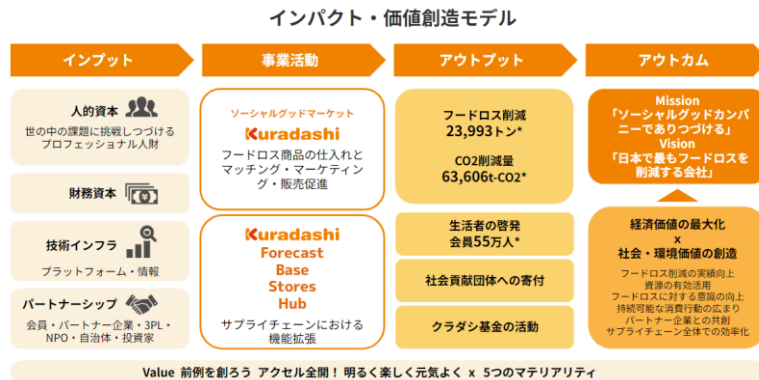 インパクト・価値創造モデル
インプット
事業活動
アウトプット
アウトカム
人的資本
世の中の課題に挑戦しつづける
プロフェッショナル人財
財務資本
技術インフラ
プラットフォーム・情報
パートナーシップ
会員・パートナー企業・3PL・
NPO・自治体・投資家
ソーシャルグッドマーケット
Kuradashi
フードロス商品の仕入れと
マッチング・マーケティン
グ・販売促進
Kuradashi
Forecast
Base
Stores
Hub
サプライチェーンにおける
機能拡張
フードロス削減
23,993トン*
CO2削減量
63,606t-CO2*
生活者の啓発
会員55万人*
社会貢献団体への寄付
クラダシ基金の活動
Mission
「ソーシャルグッドカンパ
ニーでありつづける」
Vision
「日本で最もフードロスを
削減する会社」
経済価値の最大化
x
社会・環境価値の創造
フードロス削減の実績向上
資源の有効活用
フードロスに対する意識の向上
持続可能な消費行動の広まり
パートナー企業との共創
サプライチェーン全体での効率化
Value 前例を創ろう アクセル全開！ 明るく楽しく元気よく x 5つのマテリアリティ